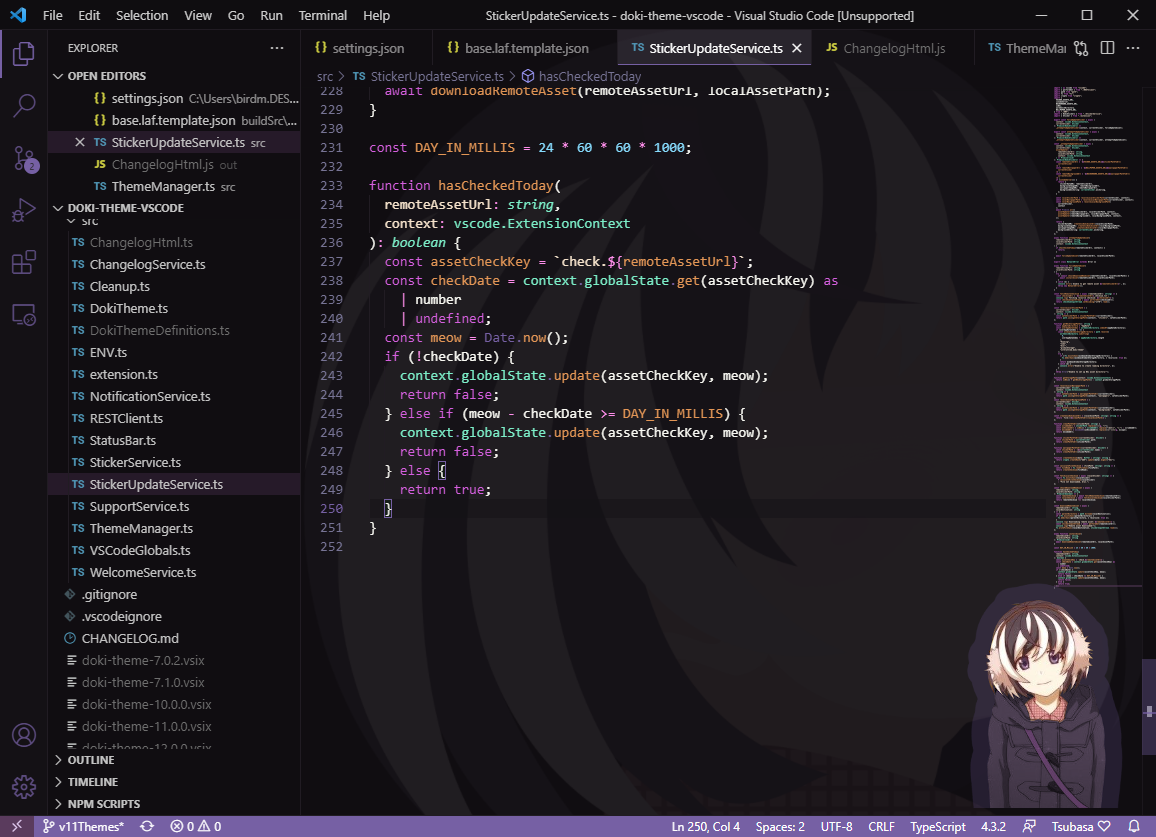 File Edit Selection View Go Run Terminal Help StickerUpdateService.ts - doki-theme-vscode - Visual Studio Code [Unsupported]
EXPLORER ···
OPEN EDITORS
{} settings.json C:\Users\birdm.DES...
{} base.laf.template.json buildSrc\...
TS StickerUpdateService.ts src
JS ChangelogHtml.js out
TS ThemeManager.ts src
DOKI-THEME-VSCODE
src
TS ChangelogHtml.ts
TS ChangelogService.ts
TS Cleanup.ts
TS DokiTheme.ts
TS DokiThemeDefinitions.ts
TS ENV.ts
TS extension.ts
TS NotificationService.ts
TS RESTClient.ts
TS StatusBar.ts
TS StickerService.ts
TS StickerUpdateService.ts
TS SupportService.ts
TS ThemeManager.ts
TS VSCodeGlobals.ts
TS WelcomeService.ts
.gitignore
.vscodeignore
CHANGELOG.md
doki-theme-7.0.2.vsix
doki-theme-7.1.0.vsix
doki-theme-10.0.0.vsix
doki-theme-11.0.0.vsix
doki-theme-12.0.0.vsix
OUTLINE
TIMELINE
NPM SCRIPTS
2
{} settings.json {} base.laf.template.json TS StickerUpdateService.ts JS ChangelogHtml.js TS ThemeMa
src > TS StickerUpdateService.ts > hasCheckedToday
228 await downloadRemoteAsset(remoteAssetUrl, localAssetPath);
229 }
230
231 const DAY_IN_MILLIS = 24 * 60 * 60 * 1000;
232
233 function hasCheckedToday(
234 remoteAssetUrl: string,
235 context: vscode.ExtensionContext
236 ): boolean {
237 const assetCheckKey = `check.${remoteAssetUrl}`;
238 const checkDate = context.globalState.get(assetCheckKey) as
239 | number
240 | undefined;
241 const meow = Date.now();
242 if (!checkDate) {
243 context.globalState.update(assetCheckKey, meow);
244 return false;
245 } else if (meow - checkDate >= DAY_IN_MILLIS) {
246 context.globalState.update(assetCheckKey, meow);
247 return false;
248 } else {
249 return true;
250 }
251 }
252
v11Themes* 0 0 Ln 250, Col 4 Spaces: 2 UTF-8 CRLF TypeScript 4.3.2 Tsubasa ♡